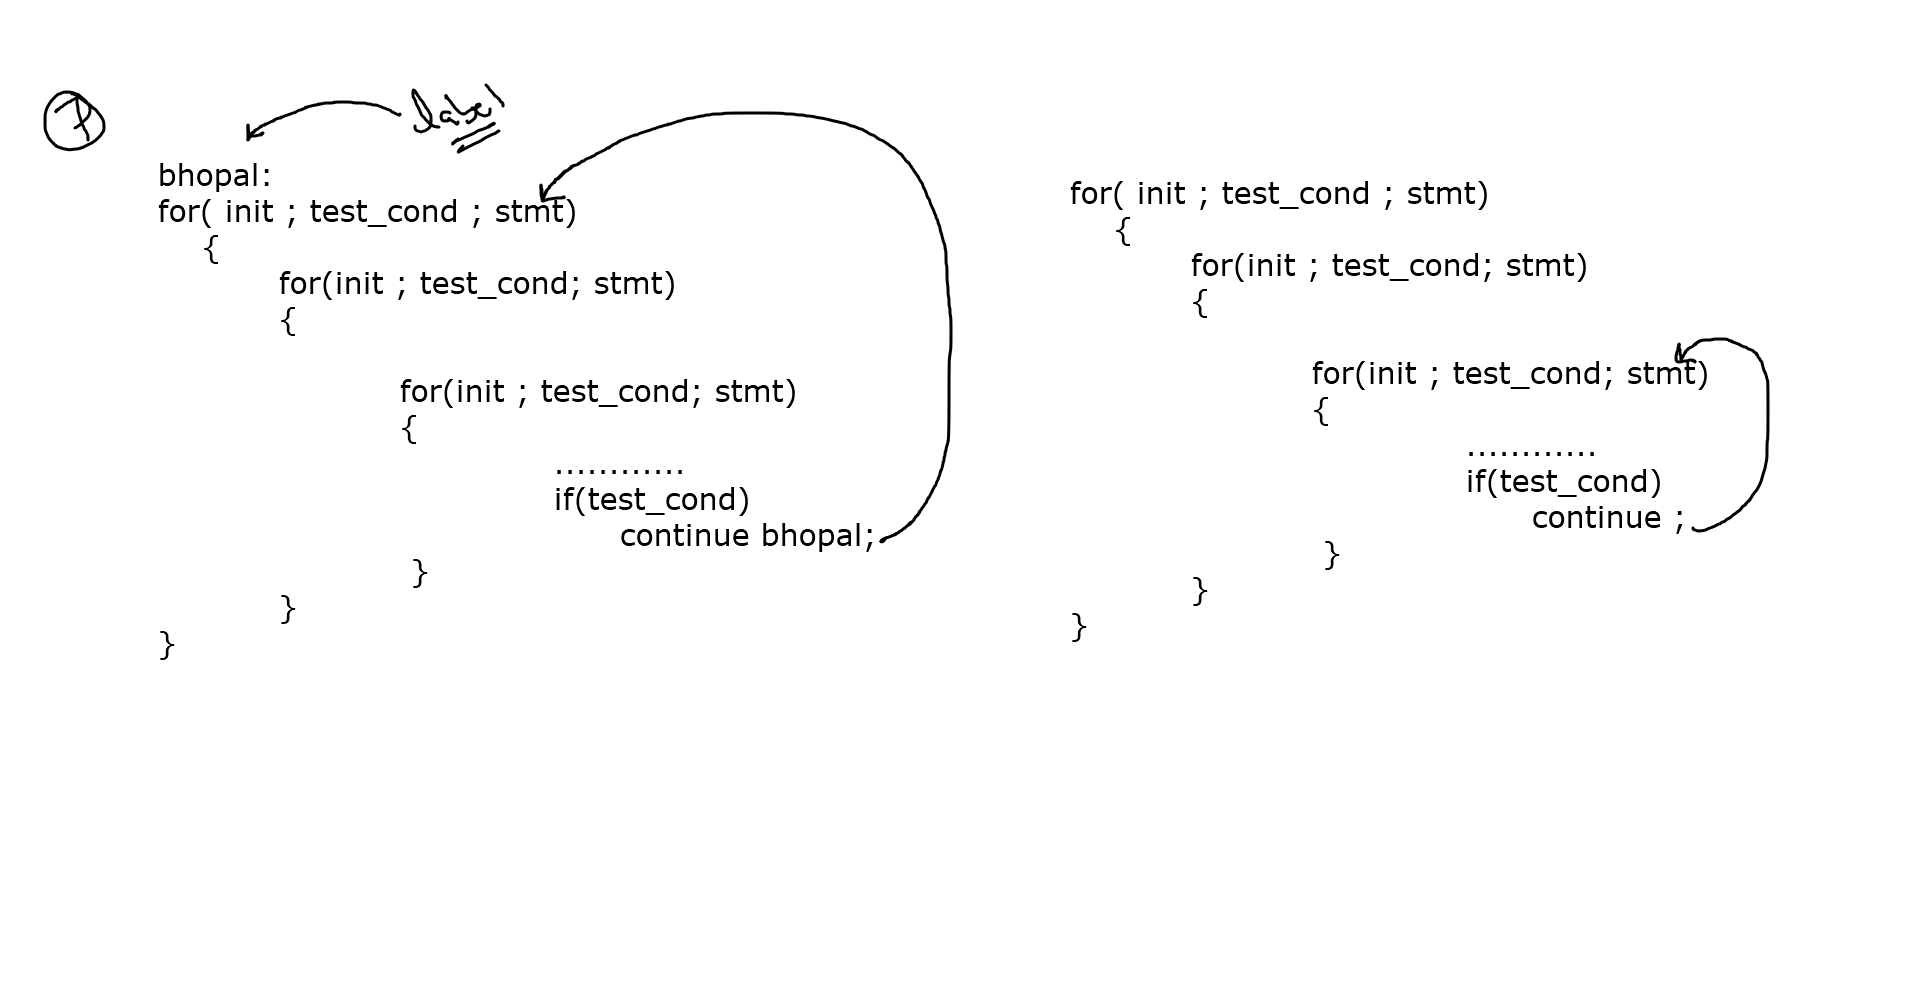 label
bhopal:
for( init ; test_cond ; stmt)
{
for(init ; test_cond; stmt)
{
for(init ; test_cond; stmt)
{
............
if(test_cond)
continue bhopal;
}
}
}
for( init ; test_cond ; stmt)
{
for(init ; test_cond; stmt)
{
for(init ; test_cond; stmt)
{
............
if(test_cond)
continue ;
}
}
}